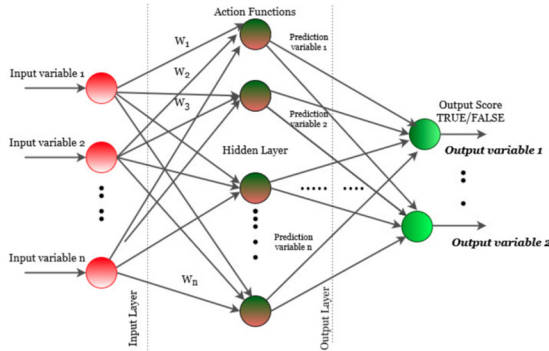 Action Functions
W1
W2
W3
Wn
Input variable 1
Input variable 2
Input variable n
Hidden Layer
Prediction
variable 1
Prediction
variable 2
Prediction
variable n
Output Score
TRUE/FALSE
Output variable 1
Output variable 2
Input Layer
Output Layer